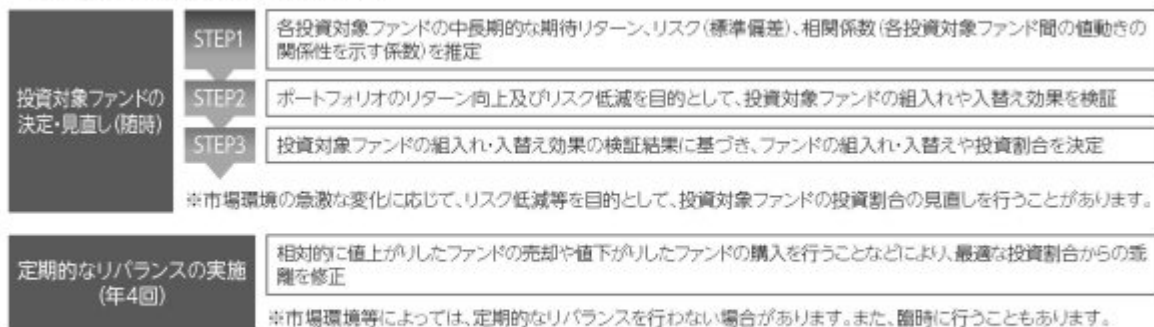 投資対象ファンドの
決定・見直し(随時)
STEP1
各投資対象ファンドの中長期的な期待リターン、リスク(標準偏差)、相関係数(各投資対象ファンド間の値動きの
関係性を示す係数)を推定
STEP2
ポートフォリオのリターン向上及びリスク低減を目的として、投資対象ファンドの組入れや入替え効果を検証
STEP3
投資対象ファンドの組入れ・入替え効果の検証結果に基づき、ファンドの組入れ・入替えや投資割合を決定
※市場環境の急激な変化に応じて、リスク低減等を目的として、投資対象ファンドの投資割合の見直しを行うことがあります。
定期的なリバランスの実施
(年4回)
相対的に値上がりしたファンドの売却や値下がりしたファンドの購入を行うことなどにより、最適な投資割合からの乖
離を修正
※市場環境等によっては、定期的なリバランスを行わない場合があります。また、臨時に行うこともあります。